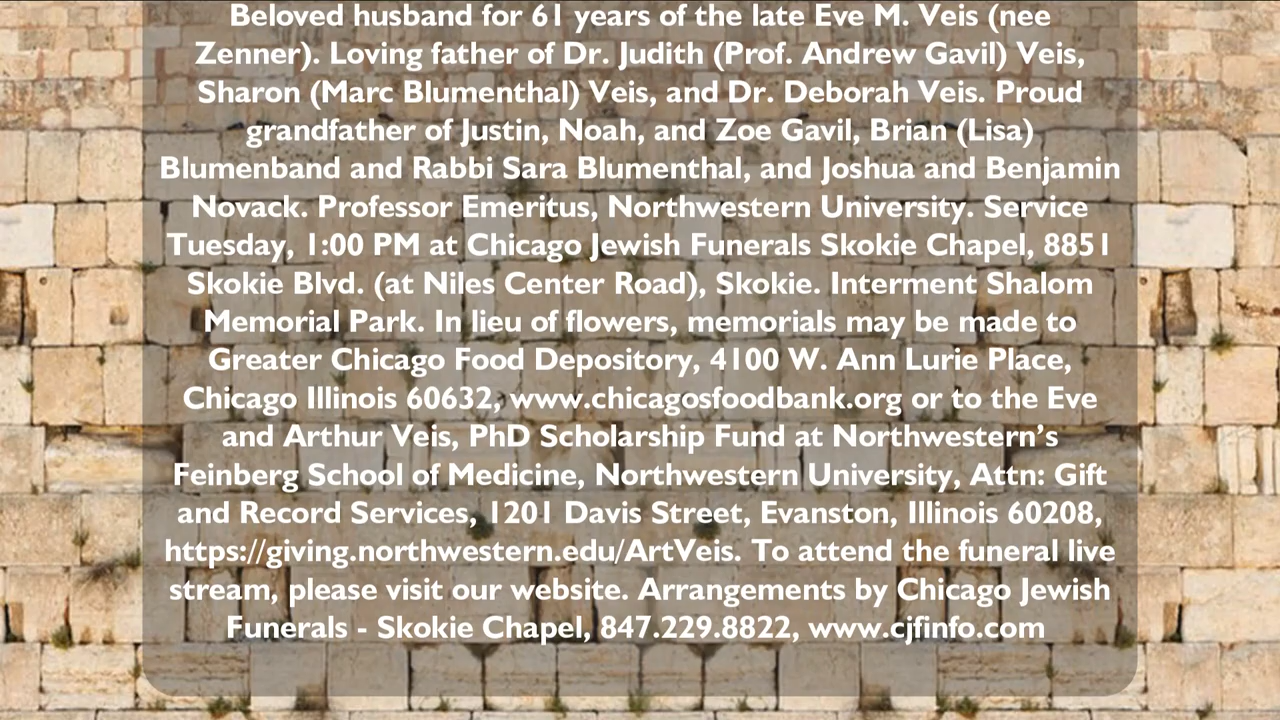 Beloved husband for 61 years of the late Eve M. Veis (nee
Zenner). Loving father of Dr. Judith (Prof. Andrew Gavil) Veis,
Sharon (Marc Blumenthal) Veis, and Dr. Deborah Veis. Proud
grandfather of Justin, Noah, and Zoe Gavil, Brian (Lisa)
Blumenband and Rabbi Sara Blumenthal, and Joshua and Benjamin
Novack. Professor Emeritus, Northwestern University. Service
Tuesday, 1:00 PM at Chicago Jewish Funerals Skokie Chapel, 8851
Skokie Blvd. (at Niles Center Road), Skokie. Interment Shalom
Memorial Park. In lieu of flowers, memorials may be made to
Greater Chicago Food Depository, 4100 W. Ann Lurie Place,
Chicago Illinois 60632, www.chicagosfoodbank.org or to the Eve
and Arthur Veis, PhD Scholarship Fund at Northwestern’s
Feinberg School of Medicine, Northwestern University, Attn: Gift
and Record Services, 1201 Davis Street, Evanston, Illinois 60208,
https://giving.northwestern.edu/ArtVeis. To attend the funeral live
stream, please visit our website. Arrangements by Chicago Jewish
Funerals - Skokie Chapel, 847.229.8822, www.cjfinfo.com